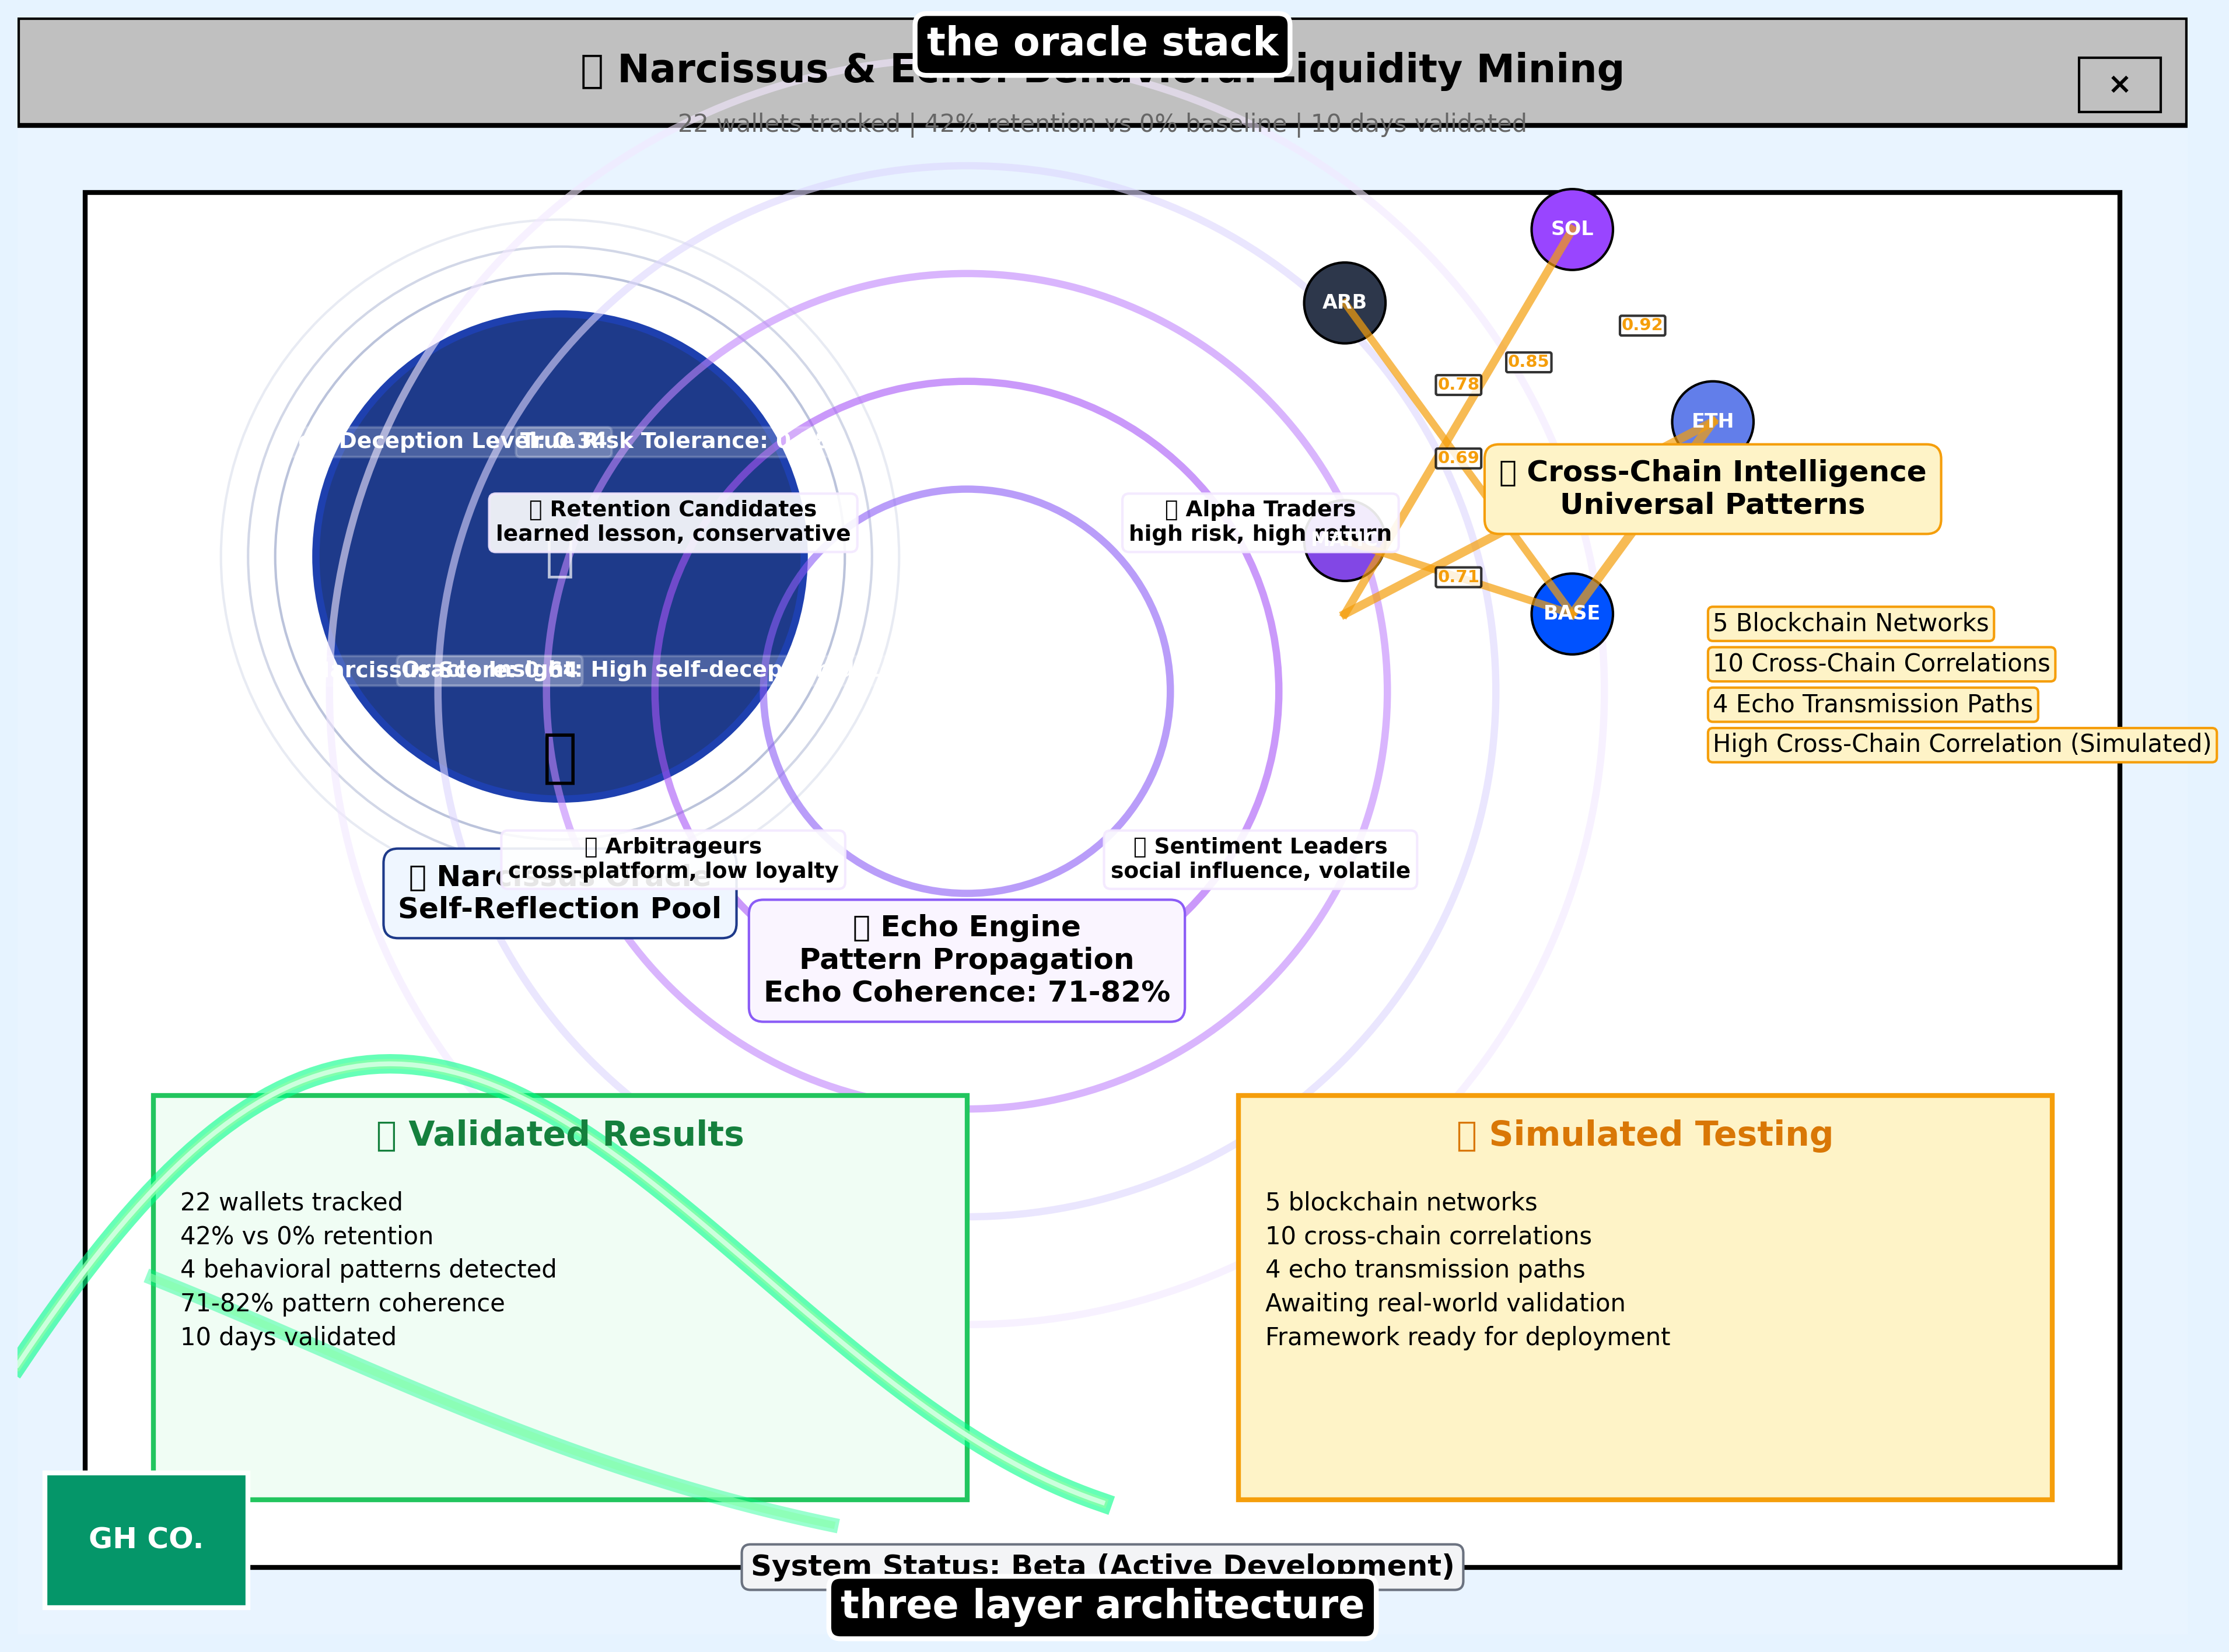 the oracle stack
Narcissus & Echo: Behavioral Liquidity Mining
×
22 wallets tracked | 42% retention vs 0% baseline | 10 days validated
SOL
ARB
0.92
0.85
0.78
ETH
Deception Level: 0.34
True Risk Tolerance:
0.69
Cross-Chain Intelligence
Universal Patterns
Retention Candidates
learned lesson, conservative
Alpha Traders
high risk, high return
0.71
BASE
5 Blockchain Networks
10 Cross-Chain Correlations
4 Echo Transmission Paths
High Cross-Chain Correlation (Simulated)
Oracle Insight: High self-decep
Arbitrageurs
cross-platform, low loyalty
Sentiment Leaders
social influence, volatile
Narcissus Oracle
Self-Reflection Pool
Echo Engine
Pattern Propagation
Echo Coherence: 71-82%
Validated Results
22 wallets tracked
42% vs 0% retention
4 behavioral patterns detected
71-82% pattern coherence
10 days validated
Simulated Testing
5 blockchain networks
10 cross-chain correlations
4 echo transmission paths
Awaiting real-world validation
Framework ready for deployment
GH CO.
System Status: Beta (Active Development)
three layer architecture